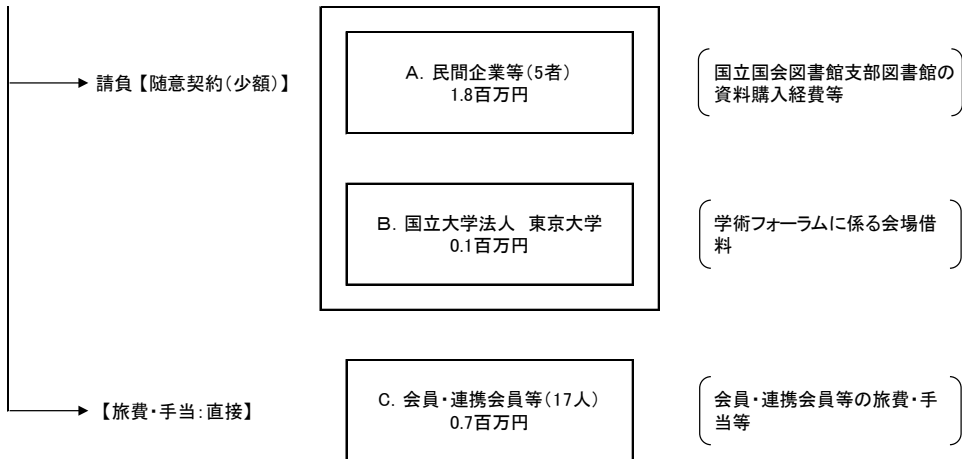 請負【随意契約(少額)】
A. 民間企業等(5者)
1.8百万円
国立国会図書館支部図書館の
資料購入経費等
B. 国立大学法人　東京大学
0.1百万円
学術フォーラムに係る会場借
料
【旅費・手当:直接】
C. 会員・連携会員等(17人)
0.7百万円
会員・連携会員等の旅費・手
当等